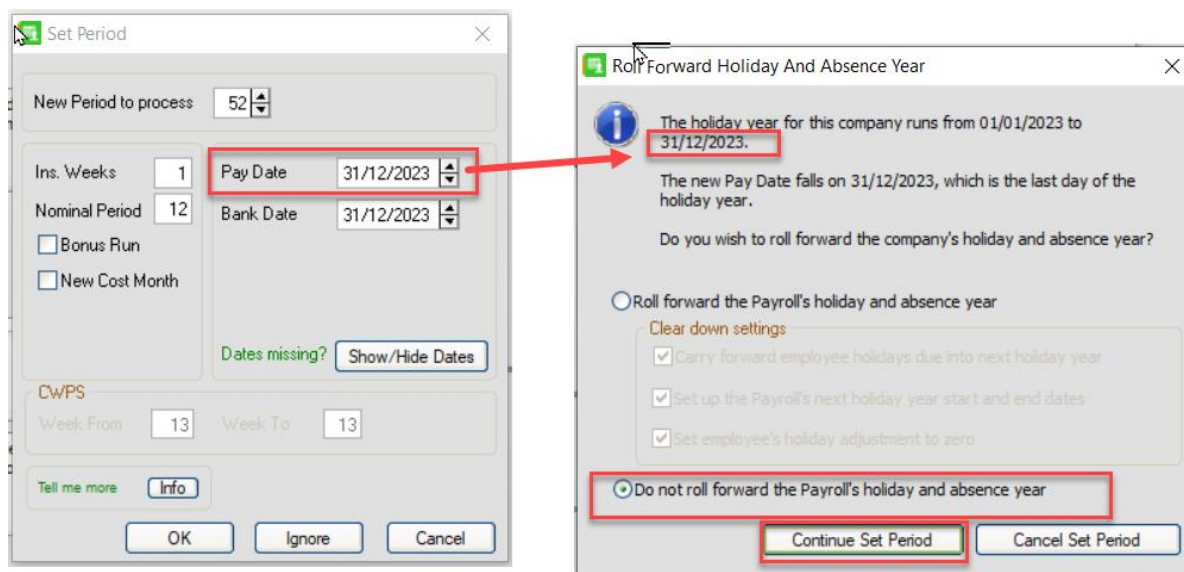 Set Period
New Period to process 52
Ins. Weeks 1
Nominal Period 12
Bonus Run
New Cost Month
Pay Date 31/12/2023
Bank Date 31/12/2023
Dates missing? Show/Hide Dates
CWPS
Week From 13 Week To 13
Tell me more Info
OK Ignore Cancel
Roll Forward Holiday And Absence Year
The holiday year for this company runs from 01/01/2023 to
31/12/2023.
The new Pay Date falls on 31/12/2023, which is the last day of the
holiday year.
Do you wish to roll forward the company's holiday and absence year?
Roll forward the Payroll's holiday and absence year
Clear down settings
Carry forward employee holidays due into next holiday year
Set up the Payroll's next holiday year start and end dates
Set employee's holiday adjustment to zero
Do not roll forward the Payroll's holiday and absence year
Continue Set Period Cancel Set Period